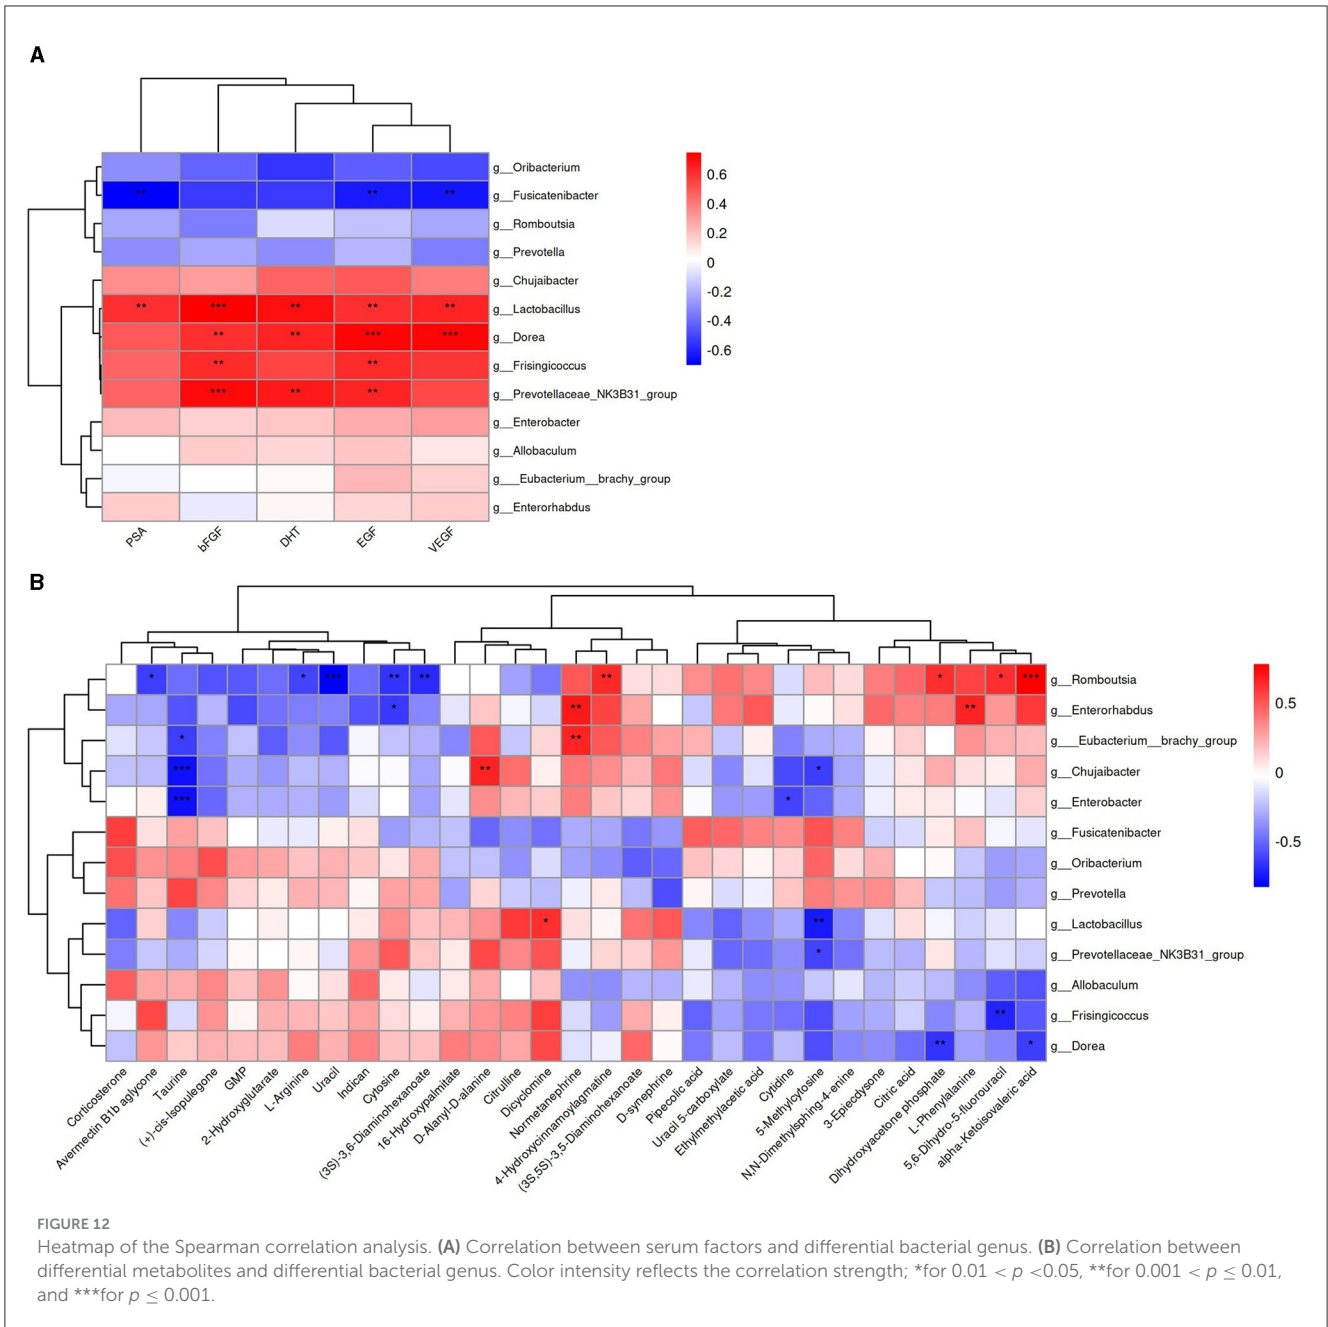 A
g__Oribacterium
** ** ** g__Fusicatenibacter
g__Romboutsia
g__Prevotella
g__Chujaibacter
** *** ** ** ** g__Lactobacillus
** ** *** *** g__Dorea
** ** g__Frisingicoccus
*** ** ** g__Prevotellaceae_NK3B31_group
g__Enterobacter
g__Allobaculum
g___Eubacterium__brachy_group
g__Enterorhabdus
0.6
0.4
0.2
0
-0.2
-0.4
-0.6
PSA
bFGF
DHT
EGF
VEGF
B
* * *** ** ** ** * * *** g__Romboutsia
* ** ** g__Enterorhabdus
* ** g___Eubacterium__brachy_group
*** ** * g__Chujaibacter
*** * g__Enterobacter
g__Fusicatenibacter
g__Oribacterium
g__Prevotella
* ** g__Lactobacillus
* g__Prevotellaceae_NK3B31_group
g__Allobaculum
** g__Frisingicoccus
** * g__Dorea
0.5
0
-0.5
Corticosterone
Avermectin B1b aglycone
Taurine
(+)-cis-Isopulegone
GMP
2-Hydroxyglutarate
L-Arginine
Uracil
Indican
Cytosine
(3S)-3,6-Diaminohexanoate
16-Hydroxypalmitate
D-Alanyl-D-alanine
Citrulline
Dicyclomine
Normetanephrine
4-Hydroxycinnamoylagmatine
(3S,5S)-3,5-Diaminohexanoate
D-synephrine
Pipecolic acid
Uracil 5-carboxylate
Ethylmethylacetic acid
Cytidine
5-Methylcytosine
N,N-Dimethylsphing-4-enine
3-Epiecdysone
Citric acid
Dihydroxyacetone phosphate
L-Phenylalanine
5,6-Dihydro-5-fluorouracil
alpha-Ketoisovaleric acid
FIGURE 12
Heatmap of the Spearman correlation analysis. (A) Correlation between serum factors and differential bacterial genus. (B) Correlation between
differential metabolites and differential bacterial genus. Color intensity reflects the correlation strength; *for 0.01 < p <0.05, **for 0.001 < p ≤ 0.01,
and ***for p ≤ 0.001.